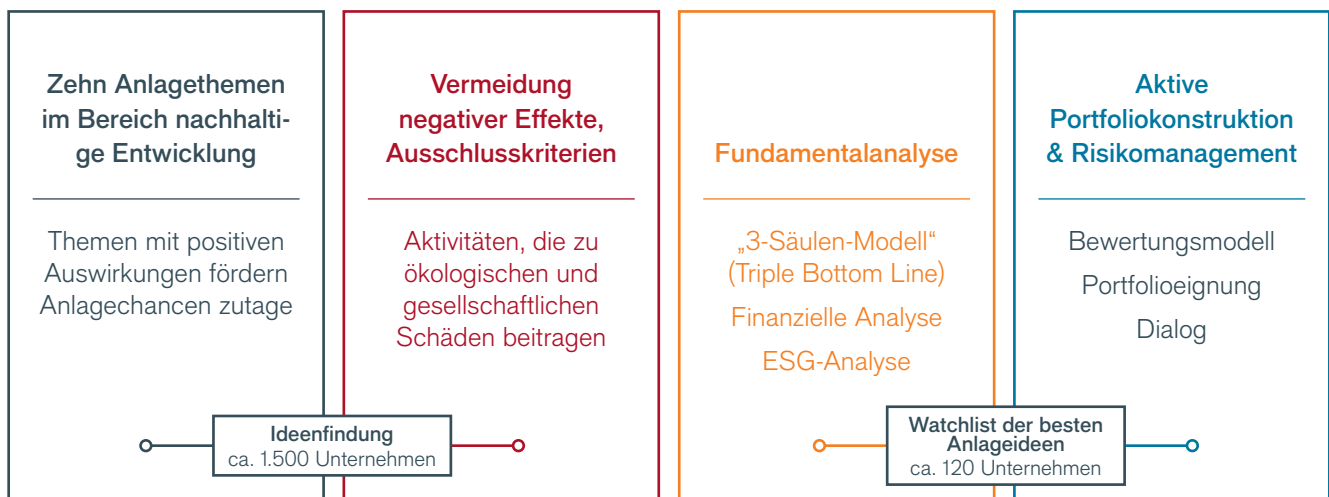 Zehn Anlagethemen
im Bereich nachhalti-
ge Entwicklung
Themen mit positiven
Auswirkungen fördern
Anlagechancen zutage
Vermeidung
negativer Effekte,
Ausschlusskriterien
Aktivitäten, die zu
ökologischen und
gesellschaftlichen
Schäden beitragen
Ideenfindung
ca. 1.500 Unternehmen
Fundamentalanalyse
„3-Säulen-Modell“
(Triple Bottom Line)
Finanzielle Analyse
ESG-Analyse
Aktive
Portfoliokonstruktion
& Risikomanagement
Bewertungsmodell
Portfolioeignung
Dialog
Watchlist der besten
Anlageideen
ca. 120 Unternehmen